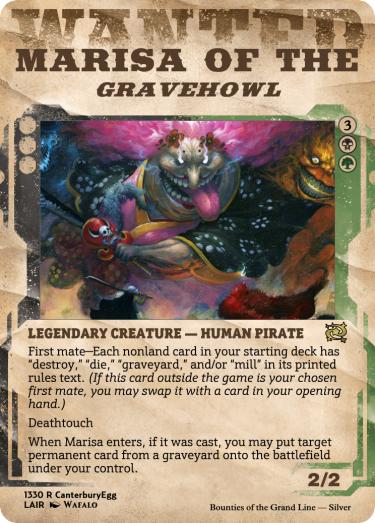 WANTED
MARISA OF THE
GRAVEHOWL
3
LEGENDARY CREATURE — HUMAN PIRATE
First mate—Each nonland card in your starting deck has
"destroy," "die," "graveyard," and/or "mill" in its printed
rules text. (If this card outside the game is your chosen
first mate, you may swap it with a card in your opening
hand.)
Deathtouch
When Marisa enters, if it was cast, you may put target
permanent card from a graveyard onto the battlefield
under your control.
2/2
1330 R CanterburyEgg
LAIR Wafalo
Bounties of the Grand Line — Silver